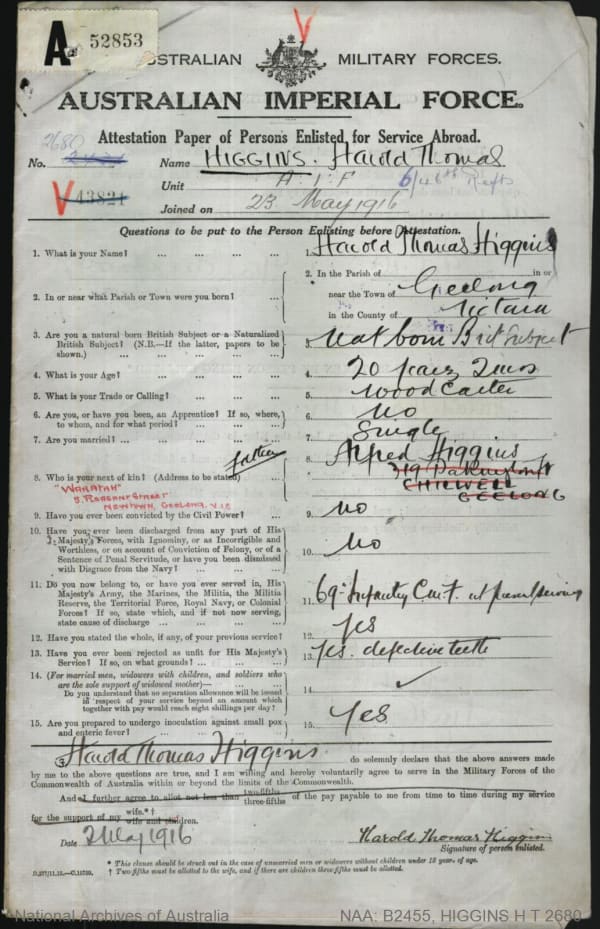 A 52853
AUSTRALIAN MILITARY FORCES.
AUSTRALIAN IMPERIAL FORCE.
Attestation Paper of Persons Enlisted for Service Abroad.
2680
No. Name HIGGINS. Harold Thomas
Unit A.I.F 6/46th Refts
V 43821
Joined on 23 May 1916
Questions to be put to the Person Enlisting before Attestation.
1. What is your Name? ... ... ... ... 1. Harold Thomas Higgins
2. In or near what Parish or Town were you born? ... 2. In the Parish of in or
near the Town of Geelong
in the County of Victoria
3. Are you a natural born British Subject or a Naturalized British Subject? (N.B.—If the latter, papers to be shown.) ... ... ... ... 3. Nat born Brit Subject
4. What is your Age? ... ... ... ... 4. 20 years 2 mos
5. What is your Trade or Calling? ... ... ... 5. Wood Carter
6. Are you, or have you been, an Apprentice? If so, where, to whom, and for what period? ... ... ... 6. No
7. Are you married? ... ... ... ... 7. Single
8. Who is your next of kin? (Address to be stated) father 8. Alfred Higgins
319 Pakington St
CHILWELL
GEELONG
"WARATAH"
NEWTOWN, GEELONG. VIC
9. Have you ever been convicted by the Civil Power? ... 9. No
10. Have you ever been discharged from any part of His Majesty's Forces, with Ignominy, or as Incorrigible and Worthless, or on account of Conviction of Felony, or of a Sentence of Penal Servitude, or have you been dismissed with Disgrace from the Navy? ... ... ... 10. No
11. Do you now belong to, or have you ever served in, His Majesty's Army, the Marines, the Militia, the Militia Reserve, the Territorial Force, Royal Navy, or Colonial Forces? If so, state which, and if not now serving, state cause of discharge ... ... ... 11. 69th Infantry at present serving
12. Have you stated the whole, if any, of your previous service? 12. Yes
13. Have you ever been rejected as unfit for His Majesty's Service? If so, on what grounds? ... ... ... 13. Yes. defective teeth
14. (For married men, widowers with children, and soldiers who are the sole support of widowed mother)— ... ...
Do you understand that no separation allowance will be issued in respect of your service beyond an amount which together with pay would reach eight shillings per day? 14. ✓
15. Are you prepared to undergo inoculation against small pox and enteric fever? ... ... ... ... 15. Yes
I, Harold Thomas Higgins do solemnly declare that the above answers made
by me to the above questions are true, and I am willing and hereby voluntarily agree to serve in the Military Forces of the
Commonwealth of Australia within or beyond the limits of the Commonwealth.
And I further agree to allot not less than two-fifths three-fifths of the pay payable to me from time to time during my service
for the support of my wife.*† wife and children.
Date 2 May 1916 Harold Thomas Higgins
Signature of person enlisted.
* This clause should be struck out in the case of unmarried men or widowers without children under 18 years of age.
† Two-fifths must be allotted to the wife, and if there are children three-fifths must be allotted.
National Archives of Australia NAA: B2455, HIGGINS H T 2680